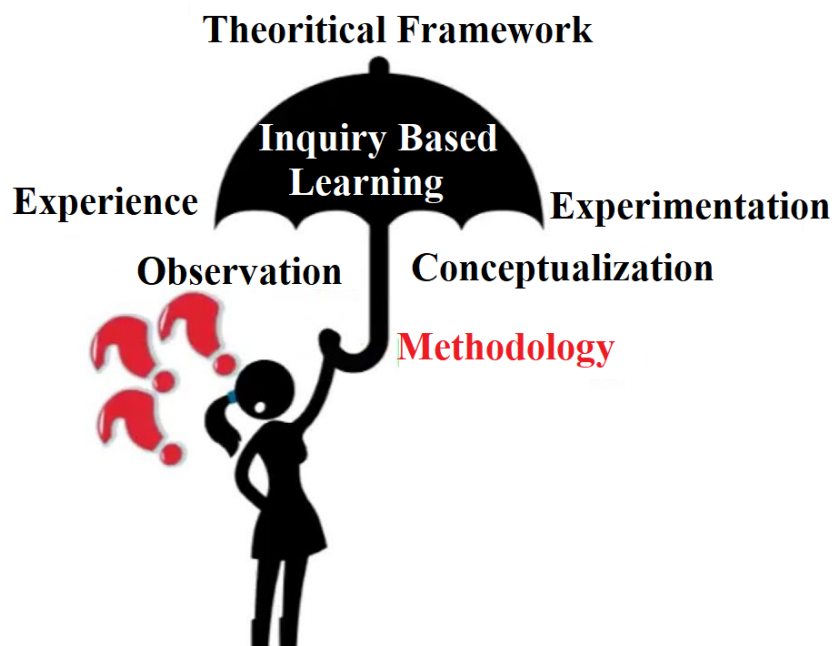 Theoritical Framework
Inquiry Based
Learning
Experience
Experimentation
Observation
Conceptualization
Methodology